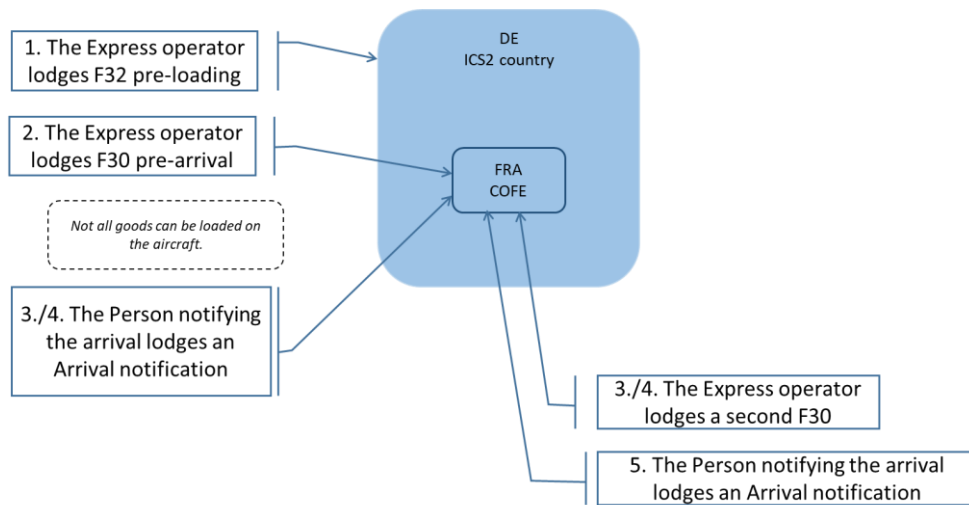 1. The Express operator
lodges F32 pre-loading
DE
ICS2 country
2. The Express operator
lodges F30 pre-arrival
FRA
COFE
Not all goods can be loaded on
the aircraft.
3./4. The Person notifying
the arrival lodges an
Arrival notification
3./4. The Express operator
lodges a second F30
5. The Person notifying the arrival
lodges an Arrival notification